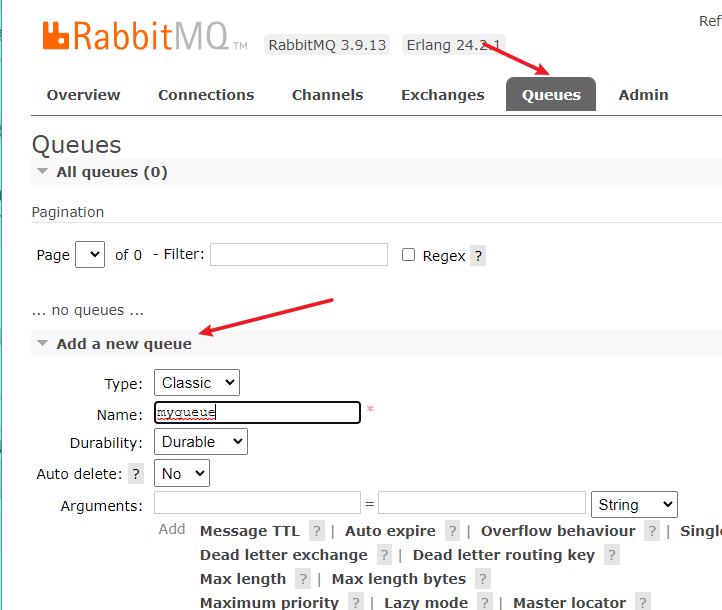 Ref
RabbitMQ TM RabbitMQ 3.9.13 Erlang 24.2.1
Overview Connections Channels Exchanges Queues Admin
Queues
All queues (0)
Pagination
Page of 0 - Filter: Regex ?
... no queues ...
Add a new queue
Type: Classic
Name: myqueue *
Durability: Durable
Auto delete: ? No
Arguments: = String
Add Message TTL ? | Auto expire ? | Overflow behaviour ? | Single
Dead letter exchange ? | Dead letter routing key ?
Max length ? | Max length bytes ?
Maximum priority ? | Lazy mode ? | Master locator ?